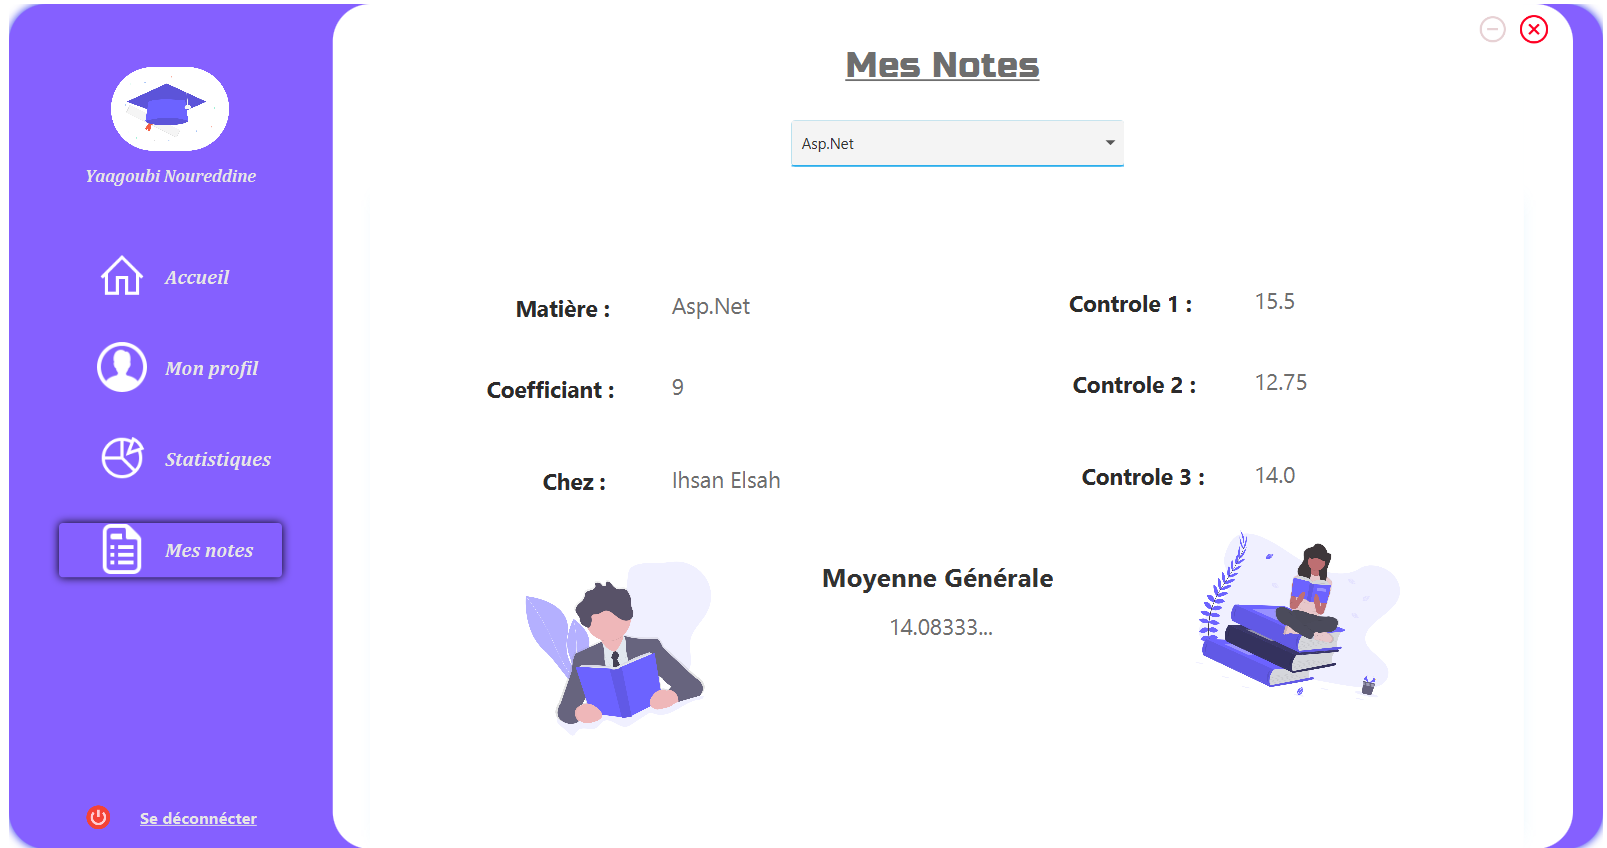 Mes Notes
Asp.Net
Yaagoubi Noureddine
Accueil
Mon profil
Statistiques
Mes notes
Se déconnécter
Matière : Asp.Net
Coefficiant : 9
Chez : Ihsan Elsah
Controle 1 : 15.5
Controle 2 : 12.75
Controle 3 : 14.0
Moyenne Générale
14.08333...